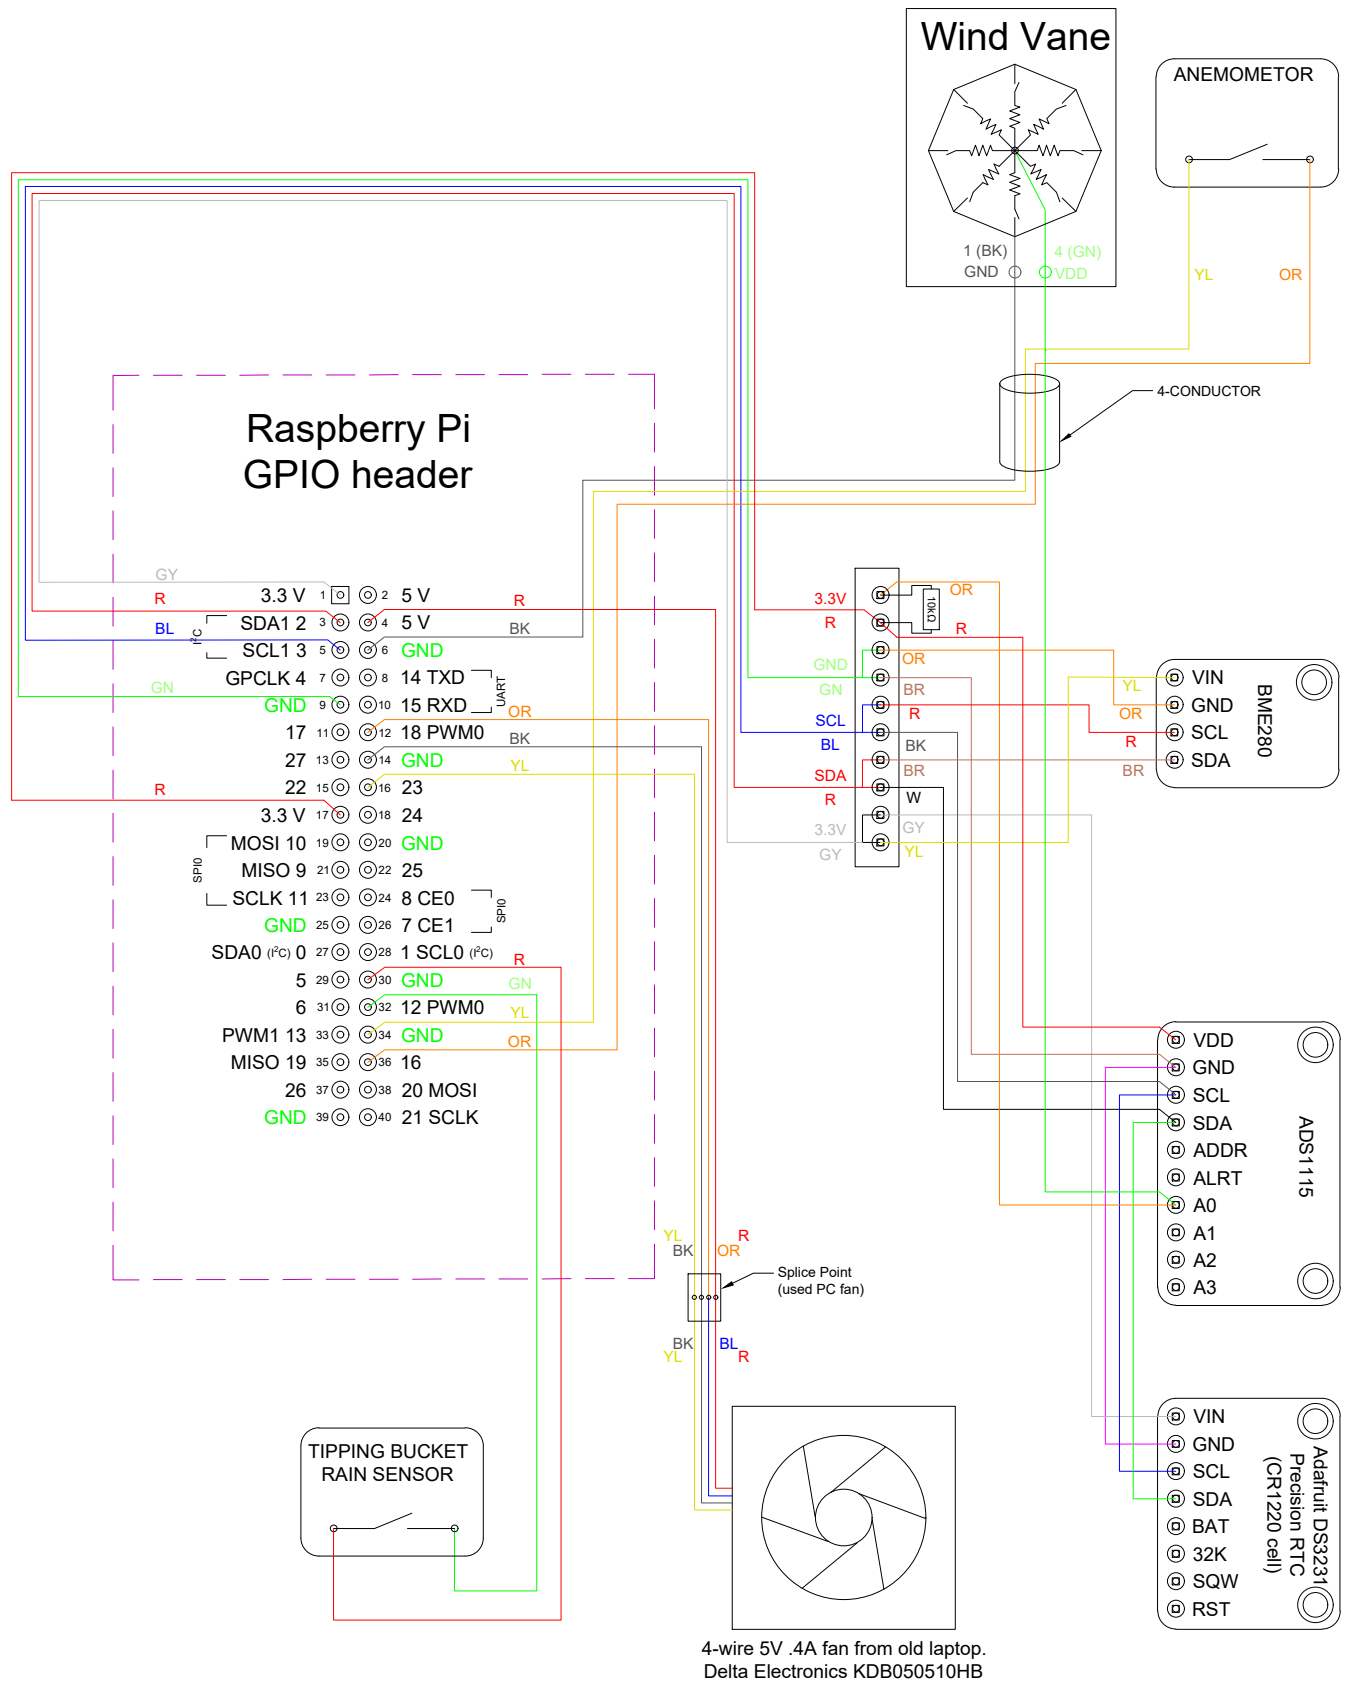 Wind Vane
1 (BK)
GND
4 (GN)
VDD
ANEMOMETOR
YL
OR
4-CONDUCTOR
Raspberry Pi
GPIO header
GY
3.3 V 1 2 5 V
R
R
SDA1 2 3 4 5 V
BL
BK
I²C
SCL1 3 5 6 GND
GPCLK 4 7 8 14 TXD
UART
GN
GND 9 10 15 RXD
OR
17 11 12 18 PWM0
BK
27 13 14 GND
YL
22 15 16 23
R
3.3 V 17 18 24
MOSI 10 19 20 GND
SPI0
MISO 9 21 22 25
SCLK 11 23 24 8 CE0
SPI0
GND 25 26 7 CE1
SDA0 (I²C) 0 27 28 1 SCL0 (I²C)
R
5 29 30 GND
GN
6 31 32 12 PWM0
YL
PWM1 13 33 34 GND
OR
MISO 19 35 36 16
26 37 38 20 MOSI
GND 39 40 21 SCLK
3.3V
R
GND
GN
SCL
BL
SDA
R
3.3V
GY
10kΩ
OR
R
OR
BR
R
BK
BR
W
GY
YL
YL
OR
R
BR
VIN
GND
SCL
SDA
BME280
VDD
GND
SCL
SDA
ADDR
ALRT
A0
A1
A2
A3
ADS1115
YL
BK
R
OR
Splice Point
(used PC fan)
BK
YL
BL
R
VIN
GND
SCL
SDA
BAT
32K
SQW
RST
Adafruit DS3231
Precision RTC
(CR1220 cell)
TIPPING BUCKET
RAIN SENSOR
4-wire 5V .4A fan from old laptop.
Delta Electronics KDB050510HB